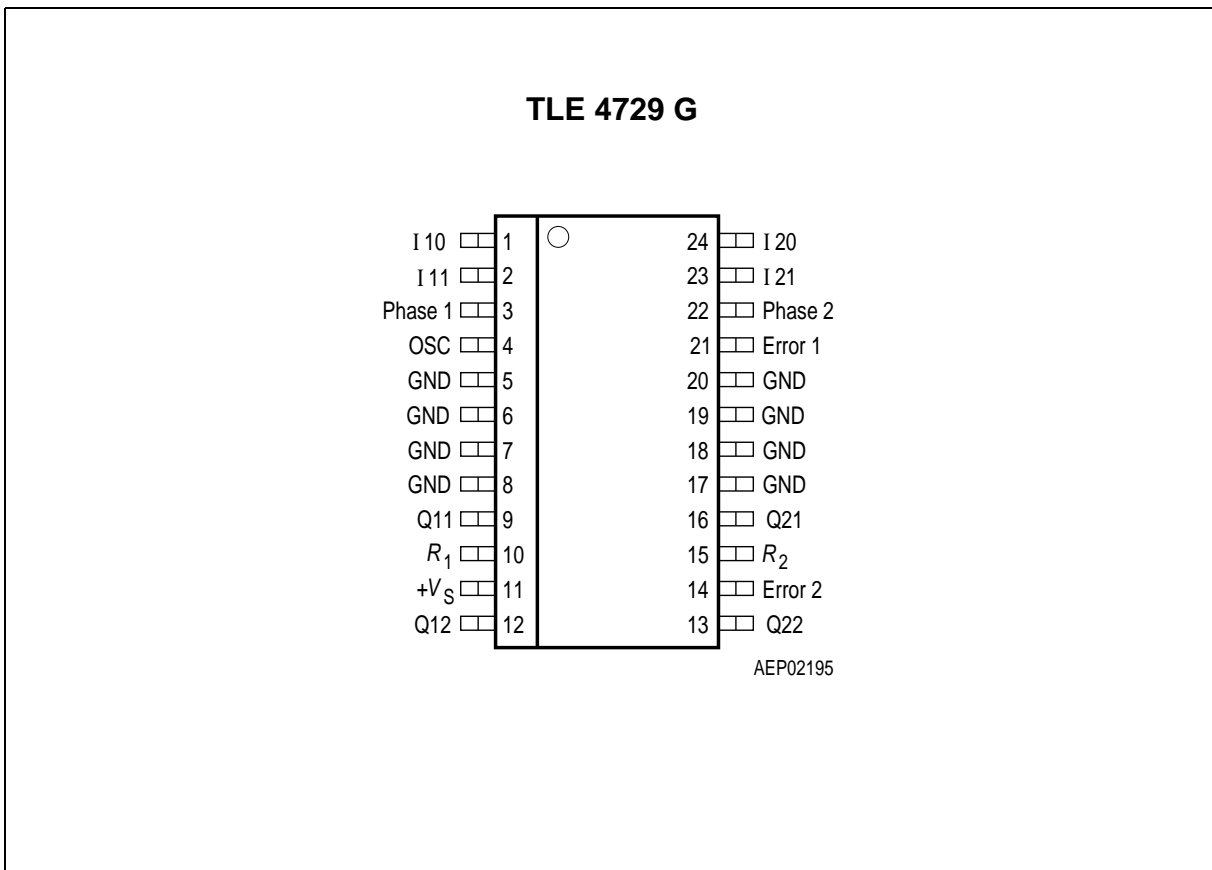 TLE 4729 G
I 10 1 24 I 20
I 11 2 23 I 21
Phase 1 3 22 Phase 2
OSC 4 21 Error 1
GND 5 20 GND
GND 6 19 GND
GND 7 18 GND
GND 8 17 GND
Q11 9 16 Q21
R1 10 15 R2
+VS 11 14 Error 2
Q12 12 13 Q22
AEP02195